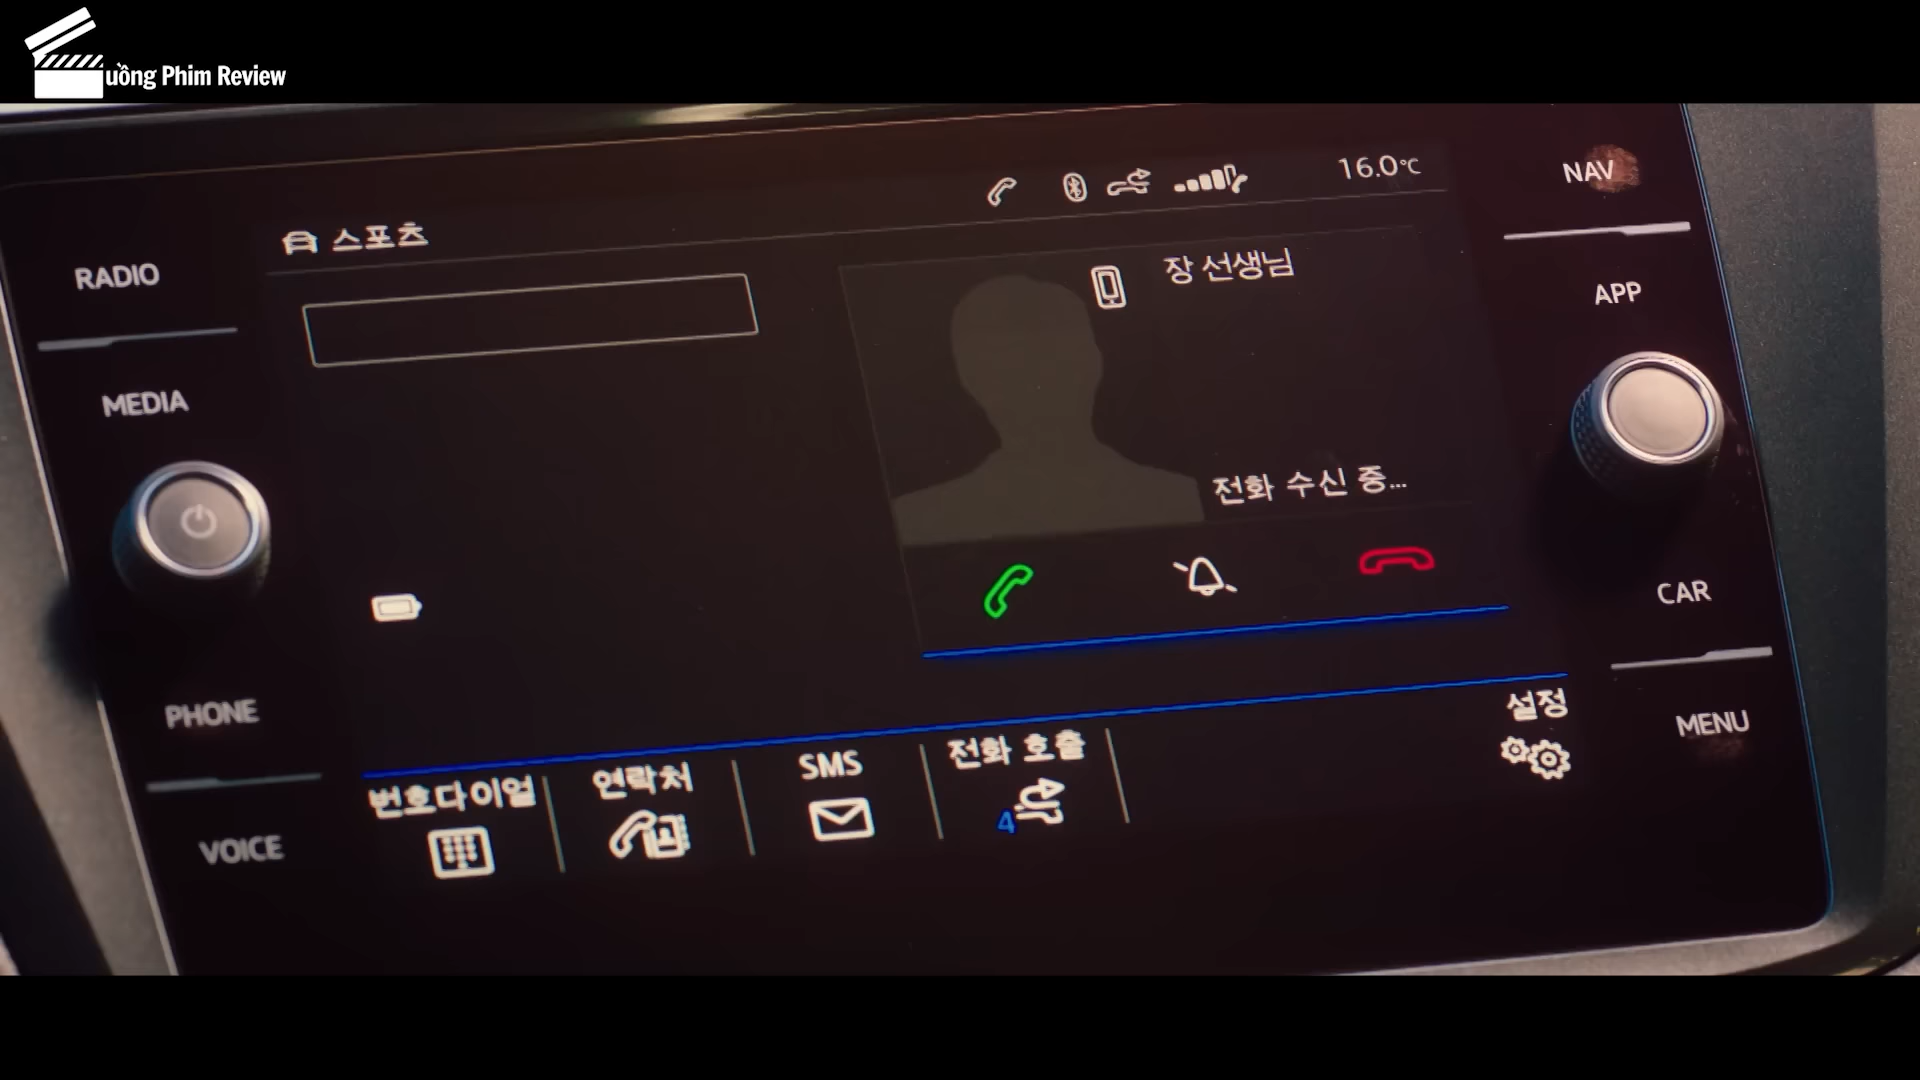 uồng Phim Review
16.0°C
NAV
스포츠
RADIO
장 선생님
APP
MEDIA
전화 수신 중...
CAR
PHONE
설정
MENU
번호다이얼
연락처
SMS
전화 호출
4
VOICE